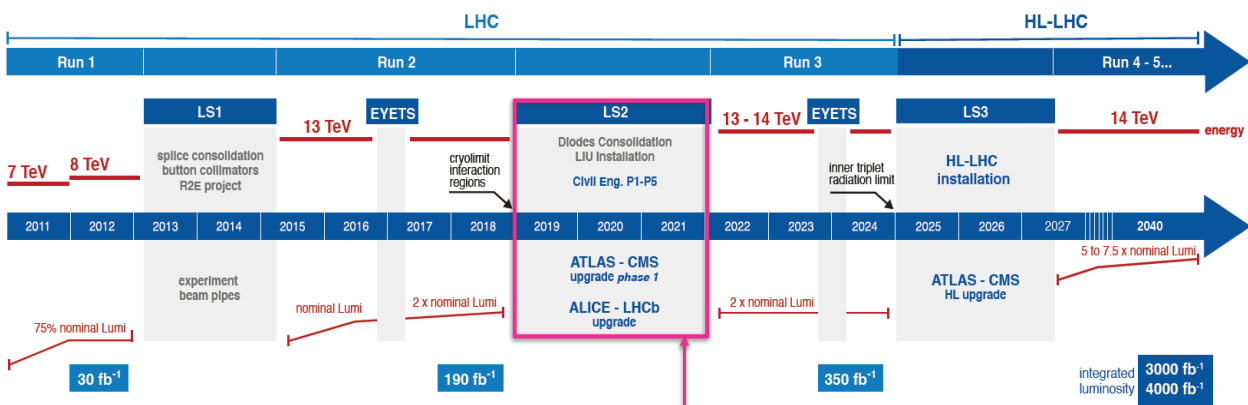 LHC
HL-LHC
Run 1
Run 2
Run 3
Run 4 - 5...
LS1
EYETS
LS2
EYETS
LS3
7 TeV
8 TeV
13 TeV
13 - 14 TeV
14 TeV
energy
splice consolidation
button collimators
R2E project
cryolimit
interaction
regions
Diodes Consolidation
LIU Installation
Civil Eng. P1-P5
inner triplet
radiation limit
HL-LHC
installation
2011
2012
2013
2014
2015
2016
2017
2018
2019
2020
2021
2022
2023
2024
2025
2026
2027
2040
experiment
beam pipes
75% nominal Lumi
nominal Lumi
2 x nominal Lumi
ATLAS - CMS
upgrade phase 1
ALICE - LHCb
upgrade
2 x nominal Lumi
ATLAS - CMS
HL upgrade
5 to 7.5 x nominal Lumi
30 fb⁻¹
190 fb⁻¹
350 fb⁻¹
integrated
luminosity
3000 fb⁻¹
4000 fb⁻¹